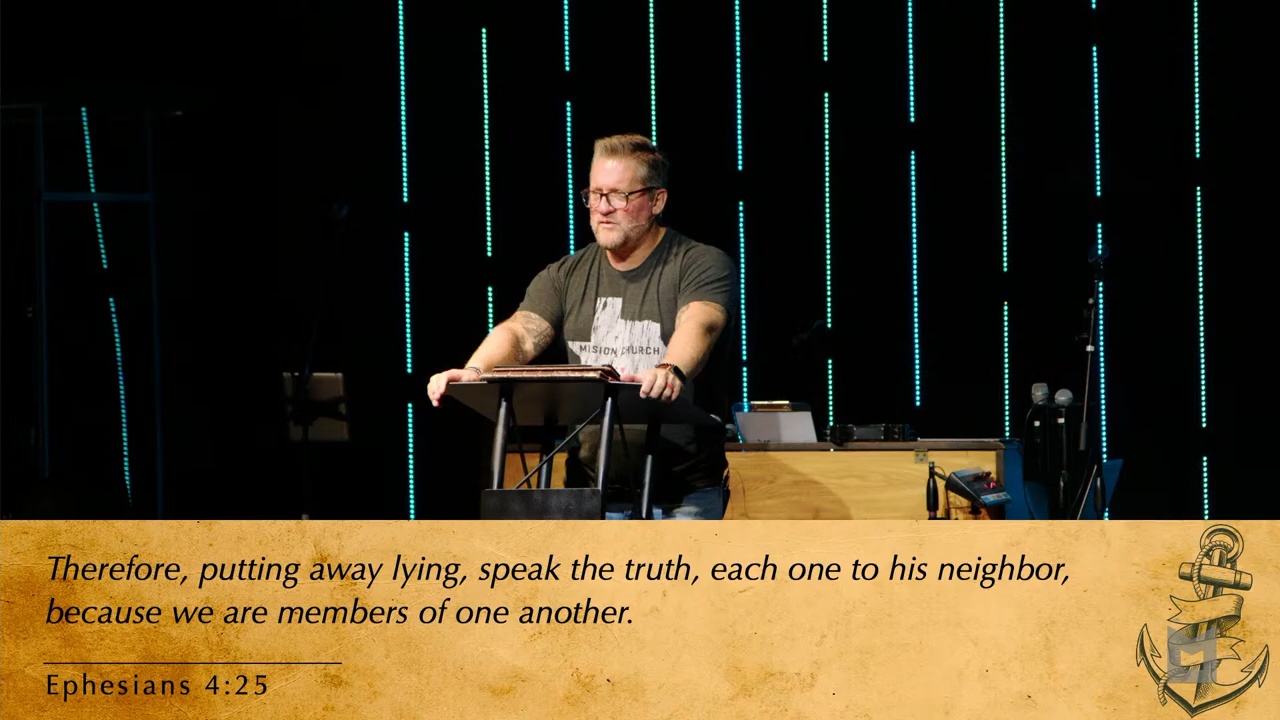 MISION CHURCH
Therefore, putting away lying, speak the truth, each one to his neighbor,
because we are members of one another.
Ephesians 4:25